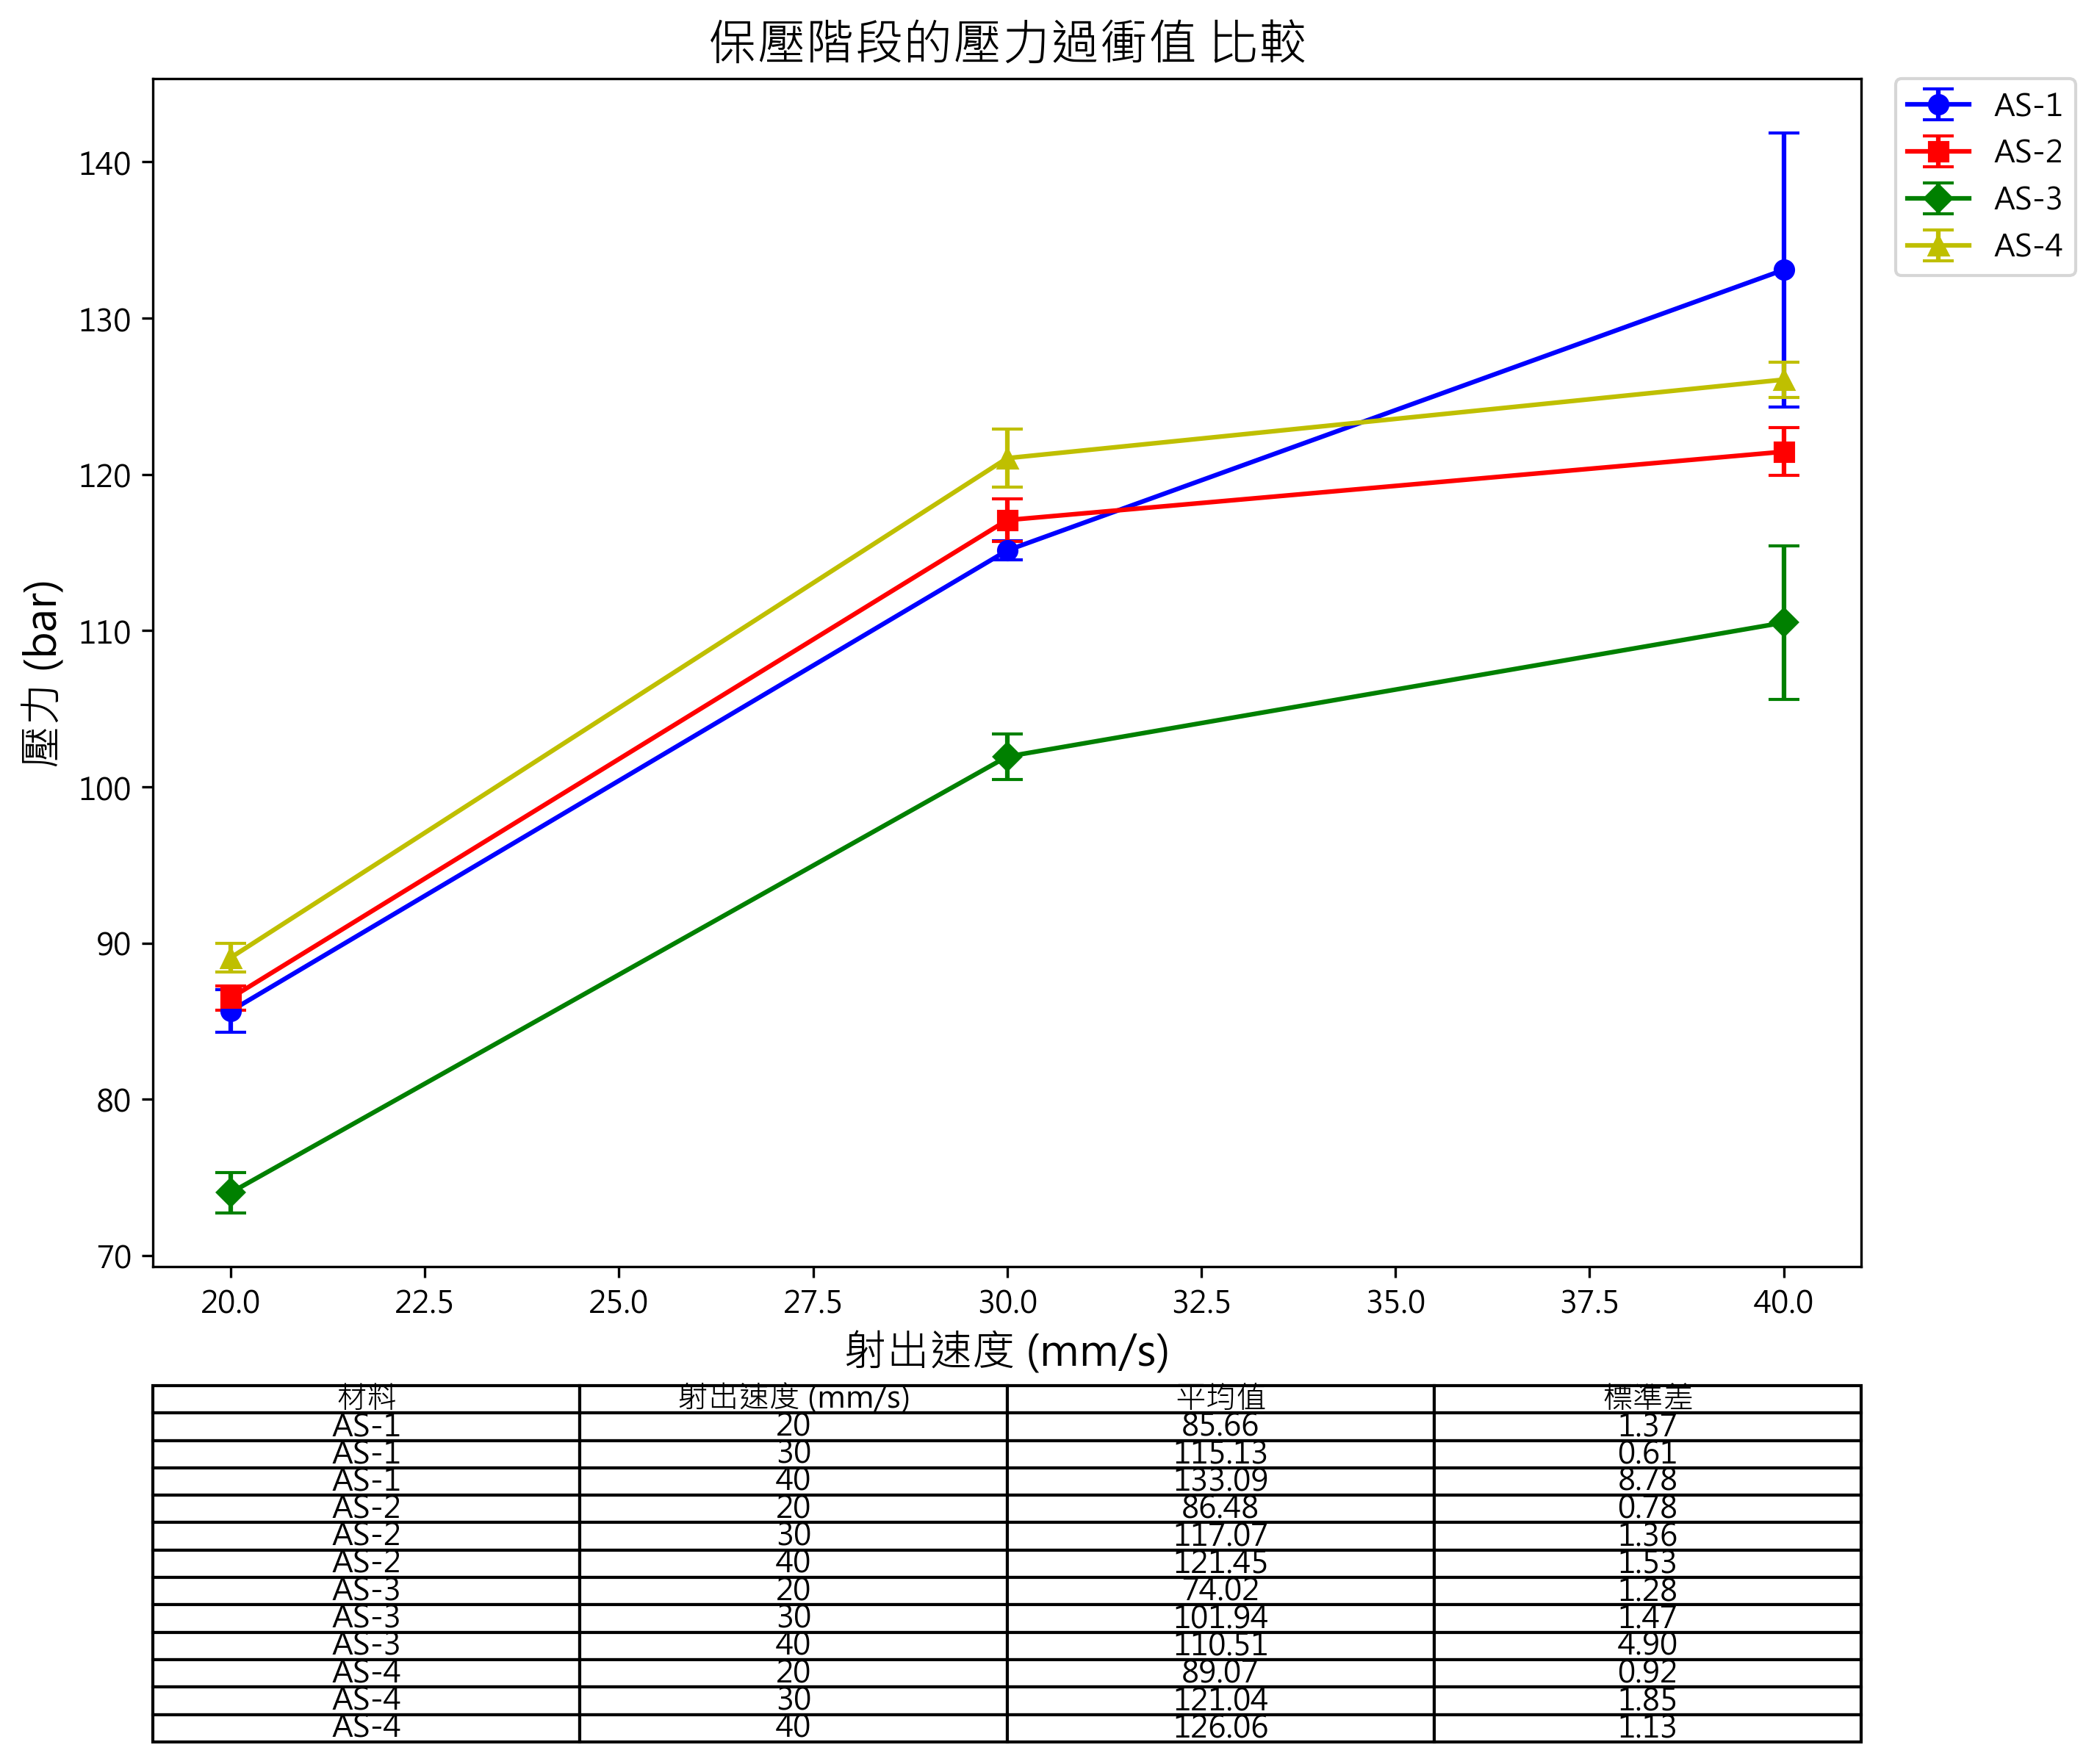 保壓階段的壓力過衝值 比較
AS-1
AS-2
AS-3
AS-4
壓力 (bar)
140
130
120
110
100
90
80
70
20.0 22.5 25.0 27.5 30.0 32.5 35.0 37.5 40.0
射出速度 (mm/s)
材料 射出速度 (mm/s) 平均值 標準差
AS-1 20 85.66 1.37
AS-1 30 115.13 0.61
AS-1 40 133.09 8.78
AS-2 20 86.48 0.78
AS-2 30 117.07 1.36
AS-2 40 121.45 1.53
AS-3 20 74.02 1.28
AS-3 30 101.94 1.47
AS-3 40 110.51 4.90
AS-4 20 89.07 0.92
AS-4 30 121.04 1.85
AS-4 40 126.06 1.13